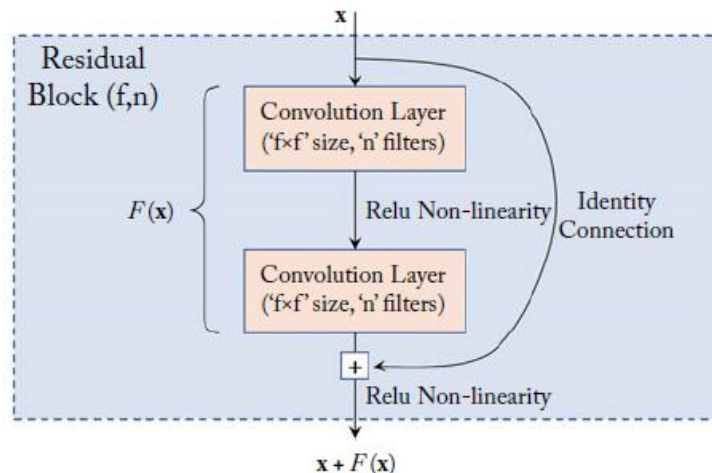 x
Residual
Block (f,n)
Convolution Layer
('f×f' size, 'n' filters)
Relu Non-linearity
F(x)
Identity
Connection
Convolution Layer
('f×f' size, 'n' filters)
+
Relu Non-linearity
x + F(x)